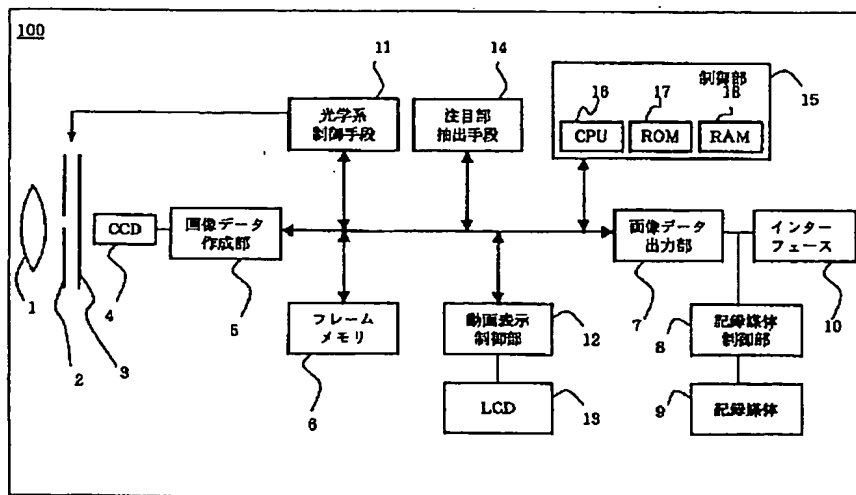 100
11
14
制御部
16
17
18
15
光学系
制御手段
注目部
抽出手段
CPU
ROM
RAM
CCD
画像データ
作成部
画像データ
出力部
インター
フェース
1
4
5
7
10
2
3
フレーム
メモリ
動画表示
制御部
12
8
記録媒体
制御部
6
LCD
13
9
記録媒体